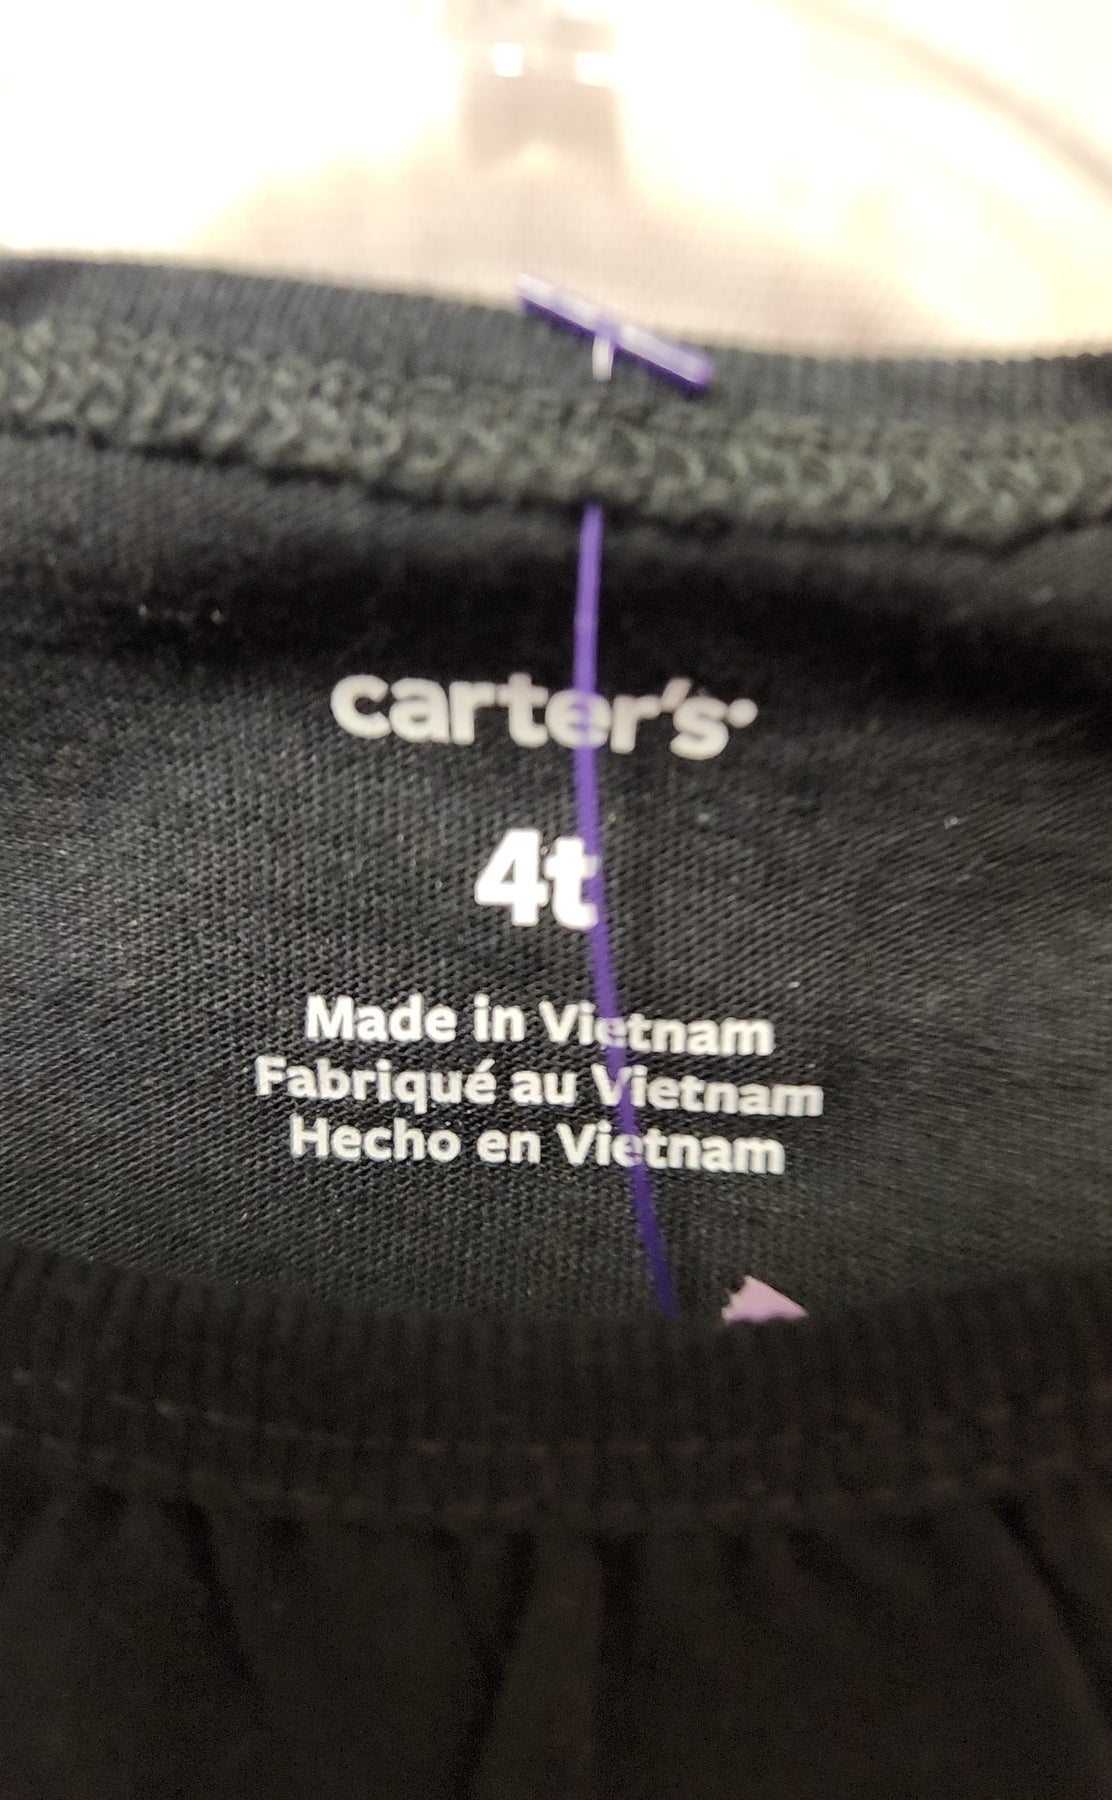 carter's
4t
Made in Vietnam
Fabriqué au Vietnam
Hecho en Vietnam